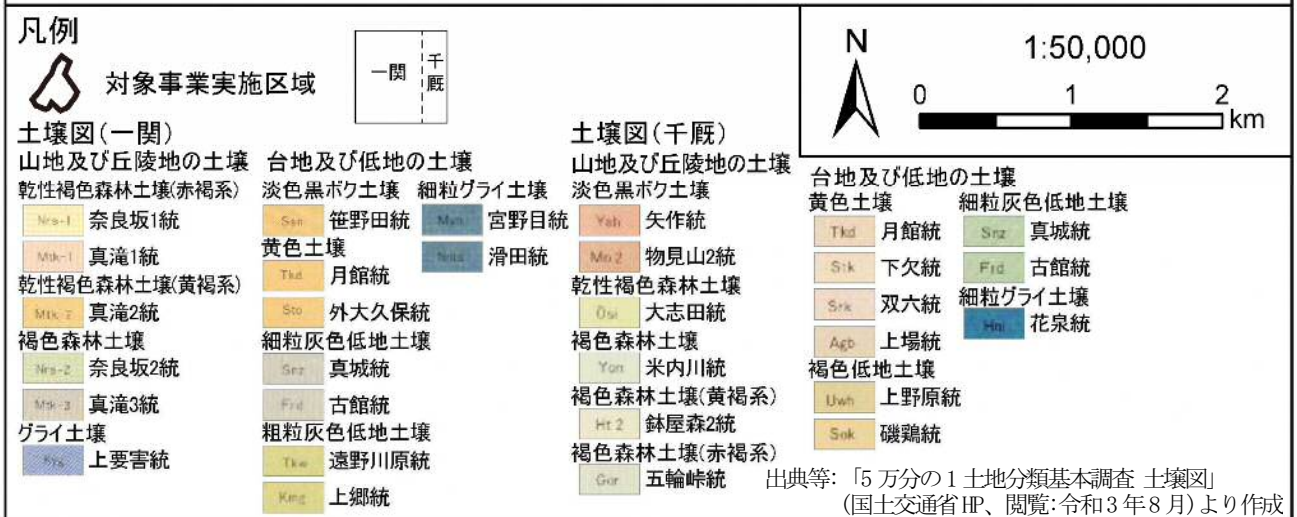 凡例
対象事業実施区域
一関
千厩
土壌図(一関)
山地及び丘陵地の土壌
乾性褐色森林土壌(赤褐系)
Nrs-1 奈良坂1統
Mtk-1 真滝1統
乾性褐色森林土壌(黄褐系)
Mtk-2 真滝2統
褐色森林土壌
Nrs-2 奈良坂2統
Mtk-3 真滝3統
グライ土壌
上要害統
台地及び低地の土壌
淡色黒ボク土壌
Ssn 笹野田統
黄色土壌
Tkd 月館統
Sto 外大久保統
細粒灰色低地土壌
Snz 真城統
Frd 古館統
粗粒灰色低地土壌
Tkw 遠野川原統
Kmg 上郷統
細粒グライ土壌
宮野目統
滑田統
土壌図(千厩)
山地及び丘陵地の土壌
淡色黒ボク土壌
Yah 矢作統
Mo2 物見山2統
乾性褐色森林土壌
Osi 大志田統
褐色森林土壌
Yon 米内川統
褐色森林土壌(黄褐系)
Ht2 鉢屋森2統
褐色森林土壌(赤褐系)
Gor 五輪峠統
N
1:50,000
0 1 2
km
台地及び低地の土壌
黄色土壌
Tkd 月館統
Stk 下欠統
Srk 双六統
Agb 上場統
褐色低地土壌
Uwh 上野原統
Sok 磯鶏統
細粒灰色低地土壌
Snz 真城統
Frd 古館統
細粒グライ土壌
Hni 花泉統
出典等:「5万分の1 土地分類基本調査 土壌図」
(国土交通省HP、閲覧:令和3年8月)より作成